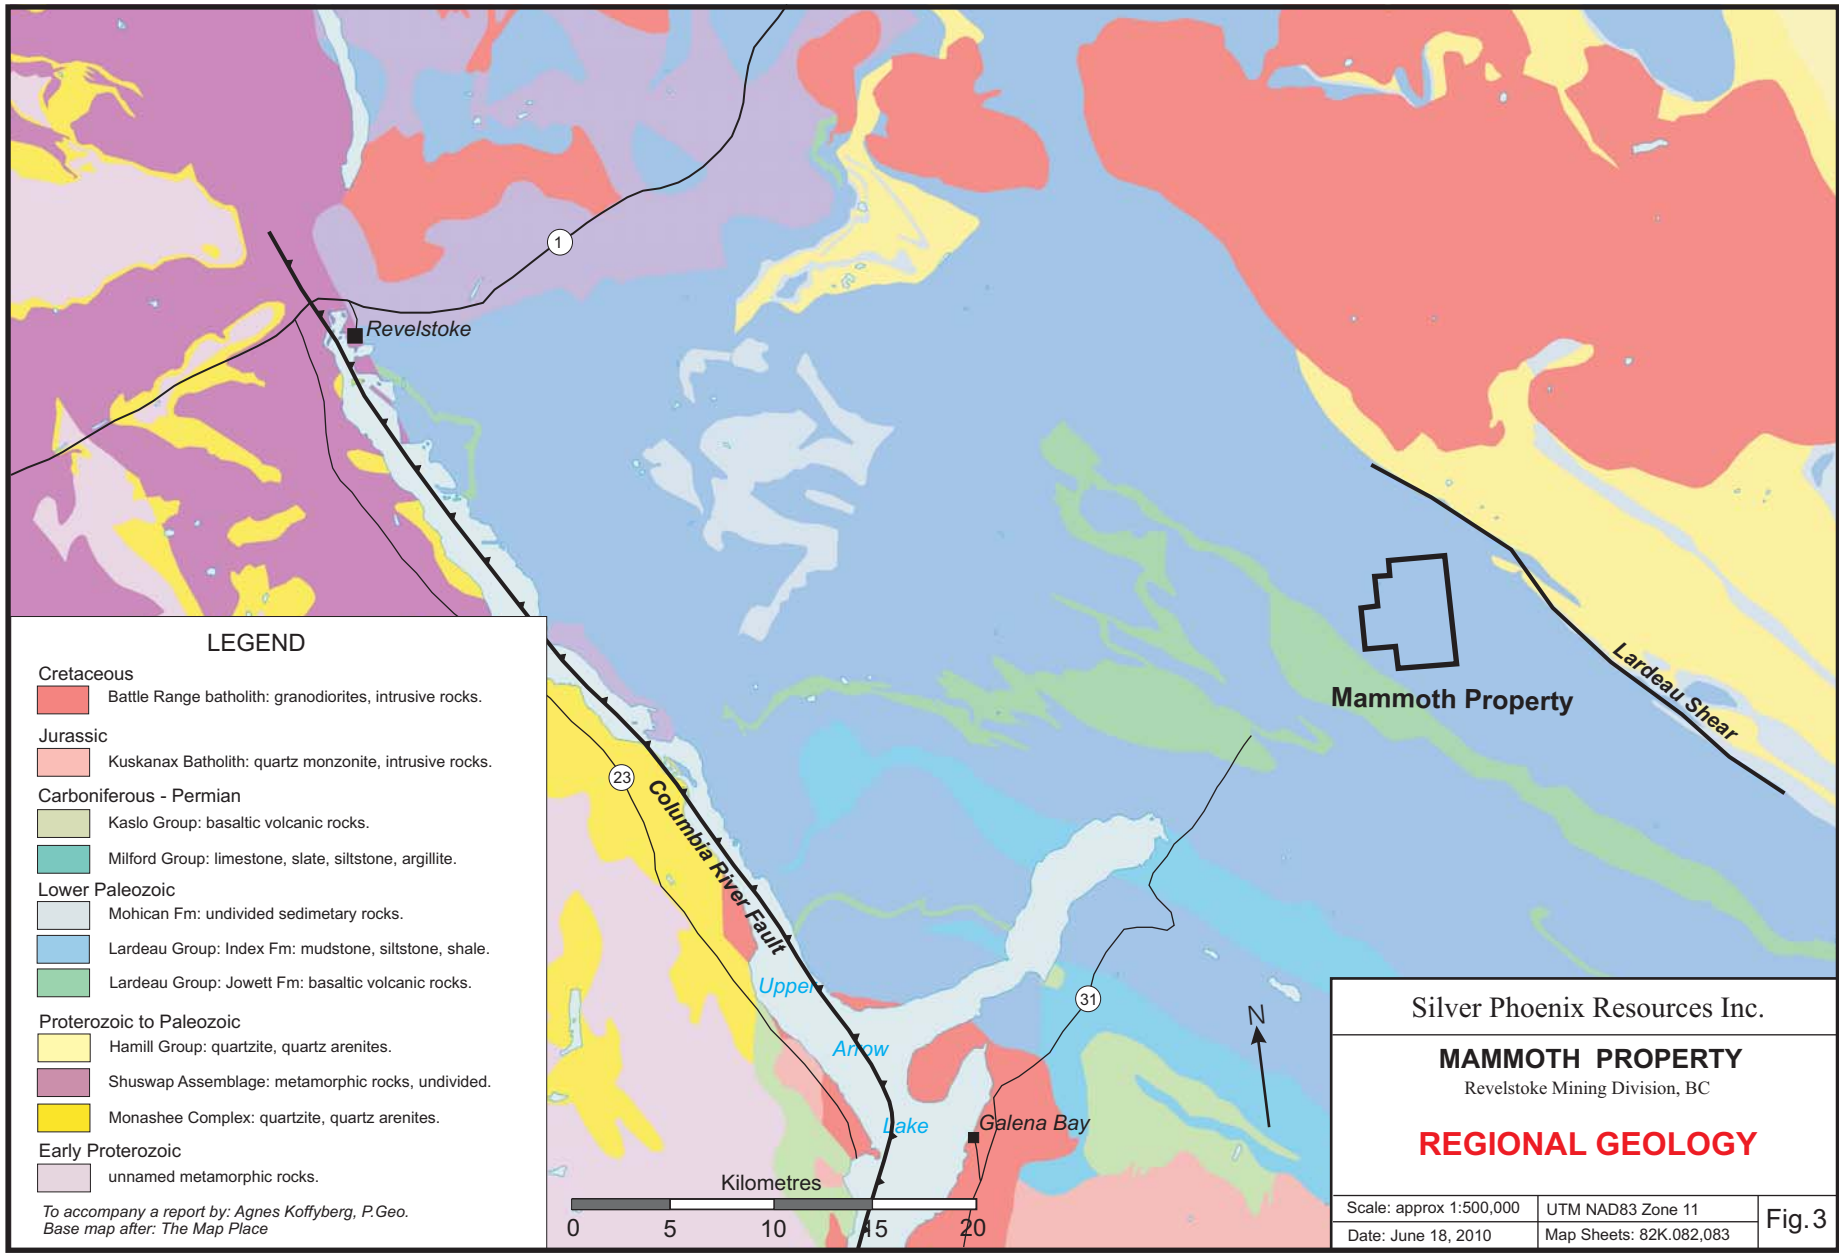 1
Revelstoke
Mammoth Property
Lardeau Shear
23
Columbia River Fault
Upper
Arrow
Lake
31
Galena Bay
N
LEGEND
Cretaceous
Battle Range batholith: granodiorites, intrusive rocks.
Jurassic
Kuskanax Batholith: quartz monzonite, intrusive rocks.
Carboniferous - Permian
Kaslo Group: basaltic volcanic rocks.
Milford Group: limestone, slate, siltstone, argillite.
Lower Paleozoic
Mohican Fm: undivided sedimetary rocks.
Lardeau Group: Index Fm: mudstone, siltstone, shale.
Lardeau Group: Jowett Fm: basaltic volcanic rocks.
Proterozoic to Paleozoic
Hamill Group: quartzite, quartz arenites.
Shuswap Assemblage: metamorphic rocks, undivided.
Monashee Complex: quartzite, quartz arenites.
Early Proterozoic
unnamed metamorphic rocks.
To accompany a report by: Agnes Koffyberg, P.Geo.
Base map after: The Map Place
Kilometres
0 5 10 15 20
Silver Phoenix Resources Inc.
MAMMOTH PROPERTY
Revelstoke Mining Division, BC
REGIONAL GEOLOGY
Scale: approx 1:500,000
UTM NAD83 Zone 11
Date: June 18, 2010
Map Sheets: 82K.082,083
Fig.3